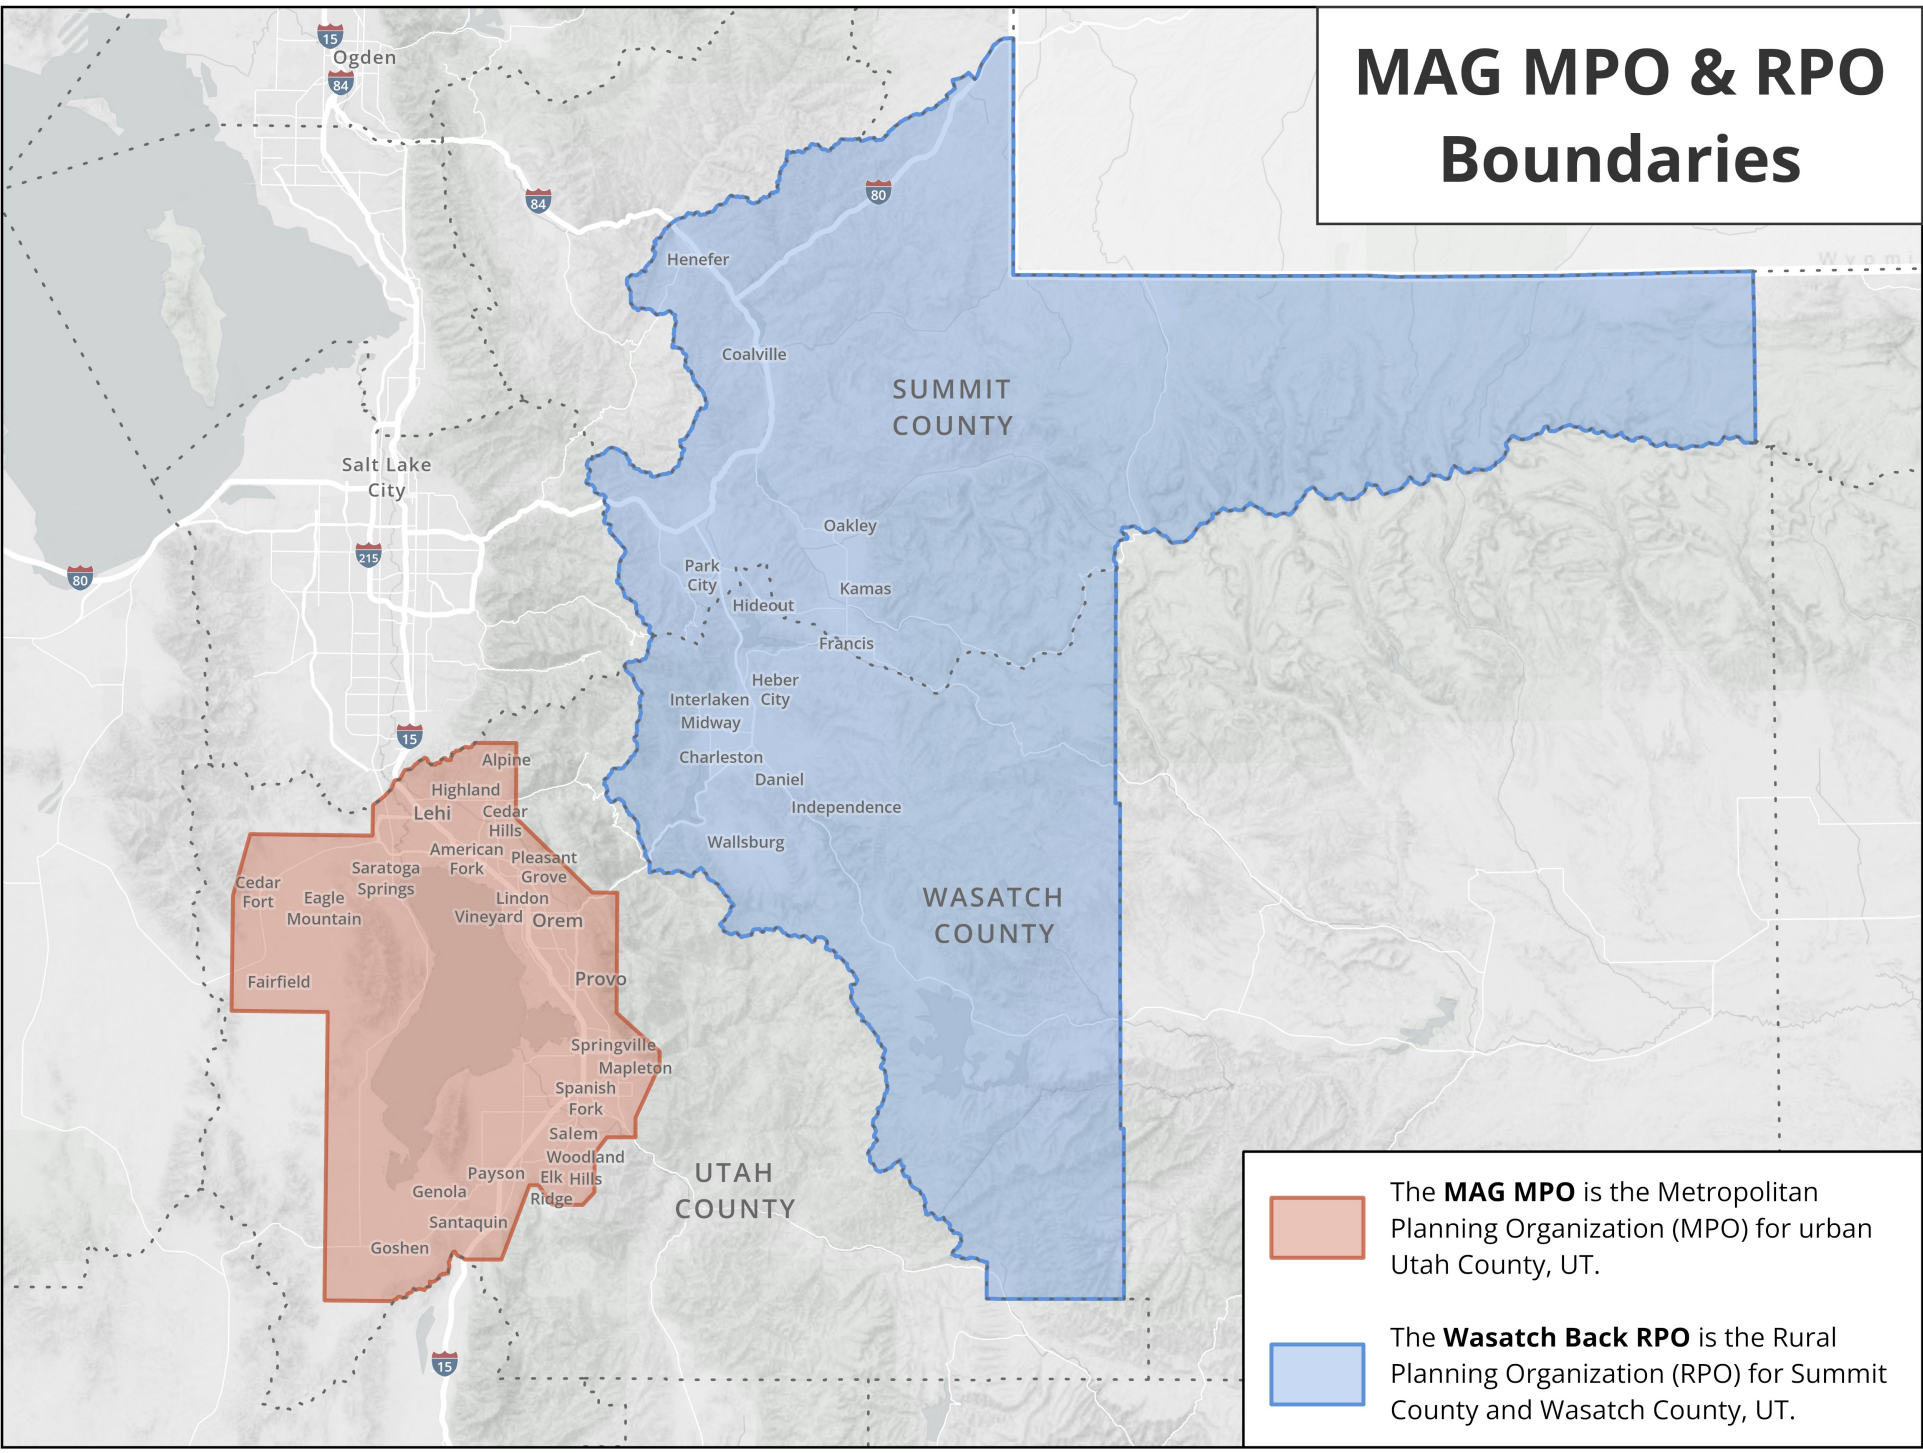 MAG MPO & RPO
Boundaries
15
Ogden
84
84
80
Wyomi
Henefer
Coalville
SUMMIT
COUNTY
Salt Lake
City
215
80
Oakley
Park
City
Kamas
Hideout
Francis
Heber
City
Interlaken
Midway
15
Charleston
Daniel
Independence
Wallsburg
WASATCH
COUNTY
Alpine
Highland
Lehi
Cedar
Hills
American
Fork
Pleasant
Grove
Saratoga
Springs
Cedar
Fort
Eagle
Mountain
Lindon
Vineyard
Orem
Fairfield
Provo
Springville
Mapleton
Spanish
Fork
Salem
Woodland
Hills
Elk
Ridge
Payson
Genola
Santaquin
Goshen
UTAH
COUNTY
15
The MAG MPO is the Metropolitan
Planning Organization (MPO) for urban
Utah County, UT.
The Wasatch Back RPO is the Rural
Planning Organization (RPO) for Summit
County and Wasatch County, UT.